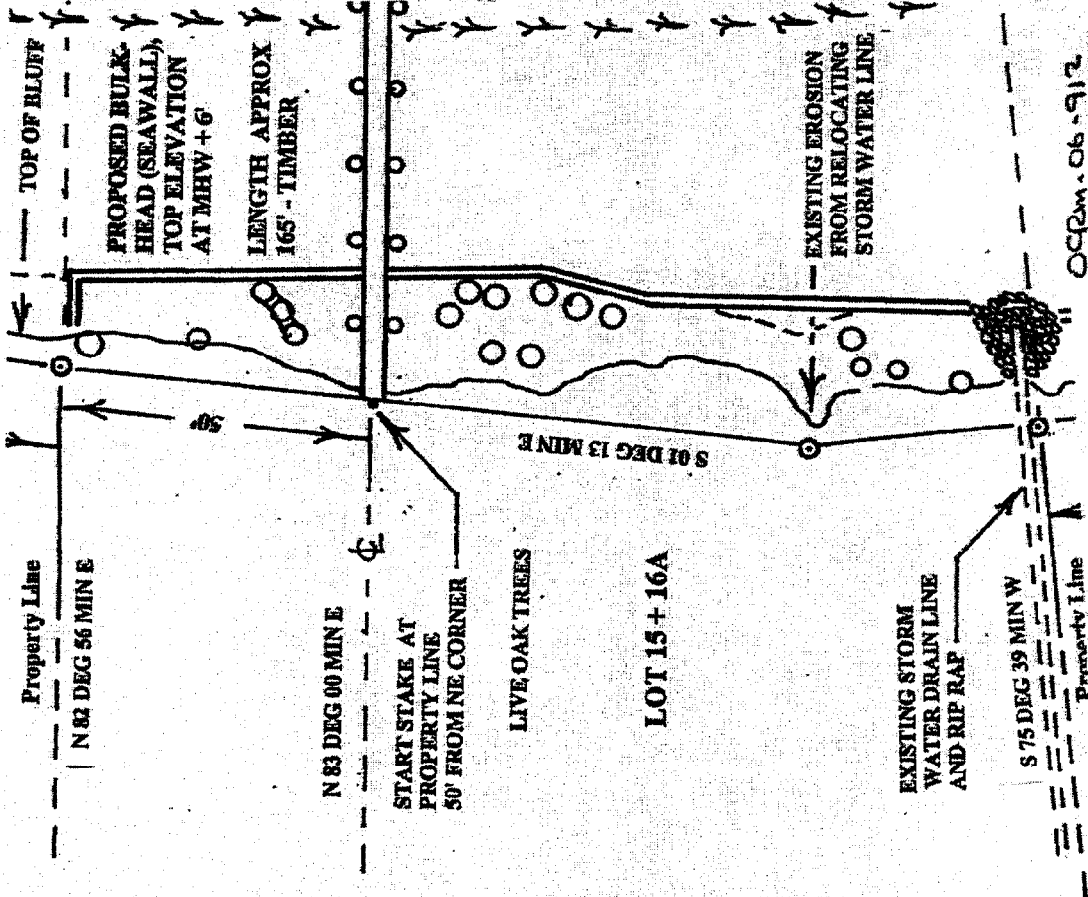 TOP OF BLUFF
PROPOSED BULK-
HEAD (SEAWALL),
TOP ELEVATION
AT MHW + 6'
LENGTH APPROX
165' - TIMBER
EXISTING EROSION
FROM RELOCATING
STORM WATER LINE
OCRM-06-912
50'
S 01 DEG 13 MIN E
Property Line
N 82 DEG 56 MIN E
N 83 DEG 00 MIN E
START STAKE AT
PROPERTY LINE
50' FROM NE CORNER
LIVE OAK TREES
LOT 15 + 16A
EXISTING STORM
WATER DRAIN LINE
AND RIP RAP
S 75 DEG 39 MIN W
Property Line